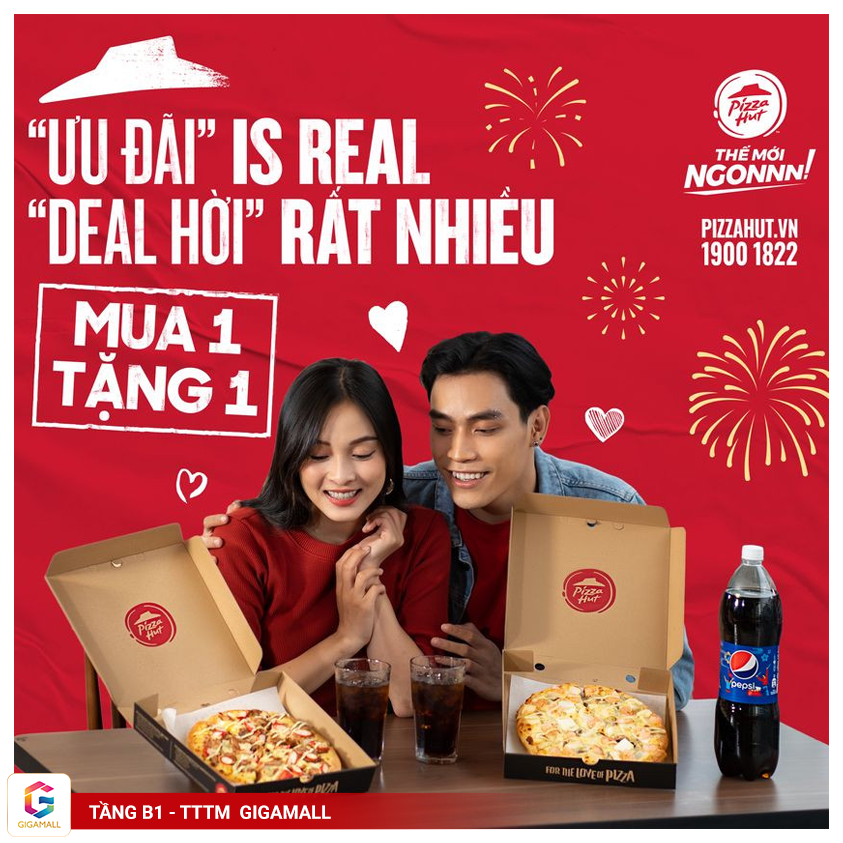 “ƯU ĐÃI” IS REAL
“DEAL HỜI” RẤT NHIỀU
MUA 1
TẶNG 1
Pizza
Hut
THẾ MỚI
NGONNN!
PIZZAHUT.VN
1900 1822
Pizza
Hut
Pizza
Hut
pepsi
FOR THE LOVE OF PIZZA
GIGAMALL
TẦNG B1 - TTTM GIGAMALL